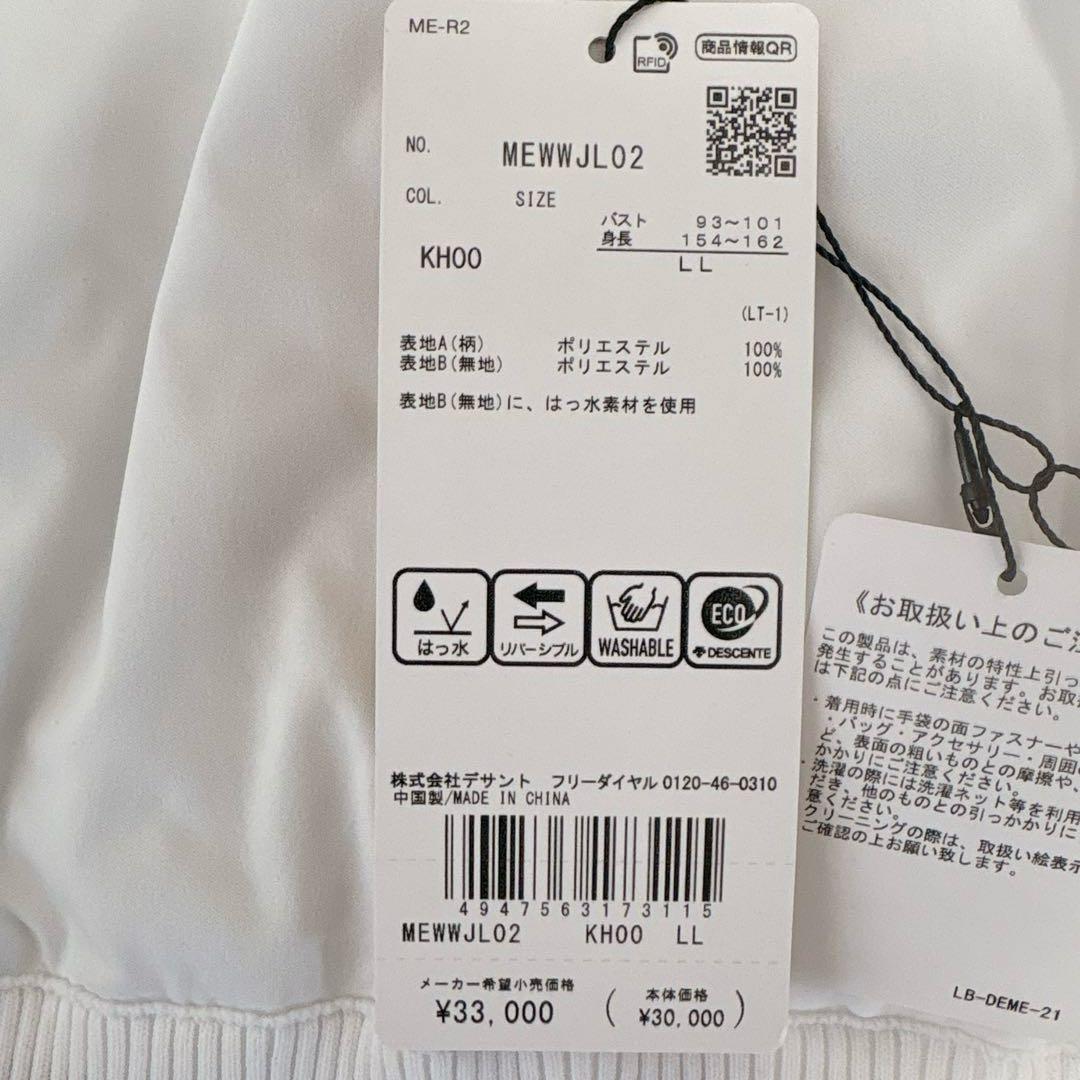 ME-R2
RFID
商品情報QR
NO. MEWWJL02
COL. SIZE
バスト 93～101
身長 154～162
KH00 LL
(LT-1)
表地A(柄) ポリエステル 100%
表地B(無地) ポリエステル 100%
表地B(無地)に、はっ水素材を使用
はっ水
リバーシブル
WASHABLE
ECO
DESCENTE
株式会社デサント フリーダイヤル 0120-46-0310
中国製/MADE IN CHINA
4947563173115
MEWWJL02 KH00 LL
メーカー希望小売価格
¥33,000
(本体価格
¥30,000)
《お取扱い上のご
この製品は、素材の特性上引っ
発生することがあります。お取
は下記の点にご注意ください。
・着用時に手袋の面ファスナーや
・バッグ・アクセサリー・周囲
ど、表面の粗いものとの摩擦や、
かかりにご注意ください。
・洗濯の際には洗濯ネット等を利用
だき、他のものとの引っかかりに
意ください。
クリーニングの際は、取扱い絵表示
ご確認の上お願い致します。
LB-DEME-21